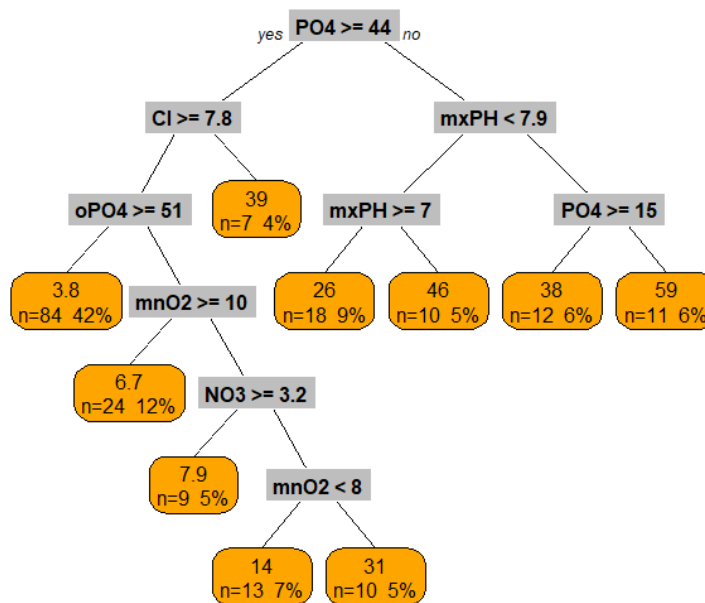 yes PO4 >= 44 no
Cl >= 7.8
mxPH < 7.9
oPO4 >= 51
39
n=7 4%
mxPH >= 7
PO4 >= 15
3.8
n=84 42%
mnO2 >= 10
26
n=18 9%
46
n=10 5%
38
n=12 6%
59
n=11 6%
6.7
n=24 12%
NO3 >= 3.2
7.9
n=9 5%
mnO2 < 8
14
n=13 7%
31
n=10 5%